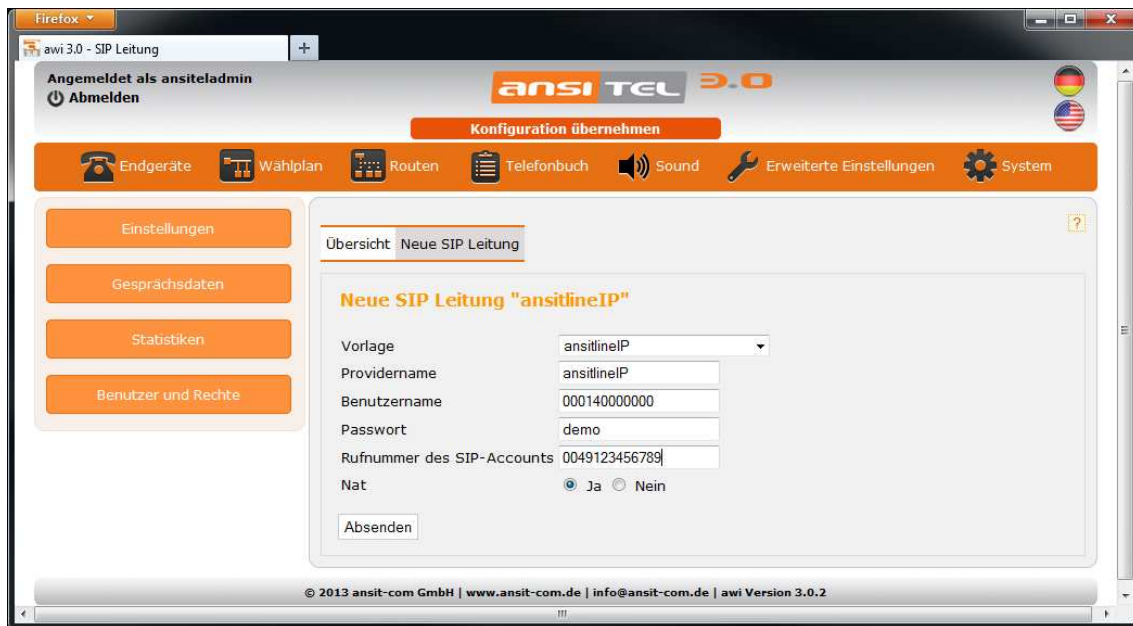 Firefox
awi 3.0 - SIP Leitung
Angemeldet als ansiteladmin
Abmelden
ansi TEL 3.0
Konfiguration übernehmen
Endgeräte Wählplan Routen Telefonbuch Sound Erweiterte Einstellungen System
Einstellungen
Gesprächsdaten
Statistiken
Benutzer und Rechte
?
Übersicht Neue SIP Leitung
Neue SIP Leitung "ansitlineIP"
Vorlage ansitlineIP
Providername ansitlineIP
Benutzername 000140000000
Passwort demo
Rufnummer des SIP-Accounts 0049123456789
Nat Ja Nein
Absenden
© 2013 ansit-com GmbH | www.ansit-com.de | info@ansit-com.de | awi Version 3.0.2